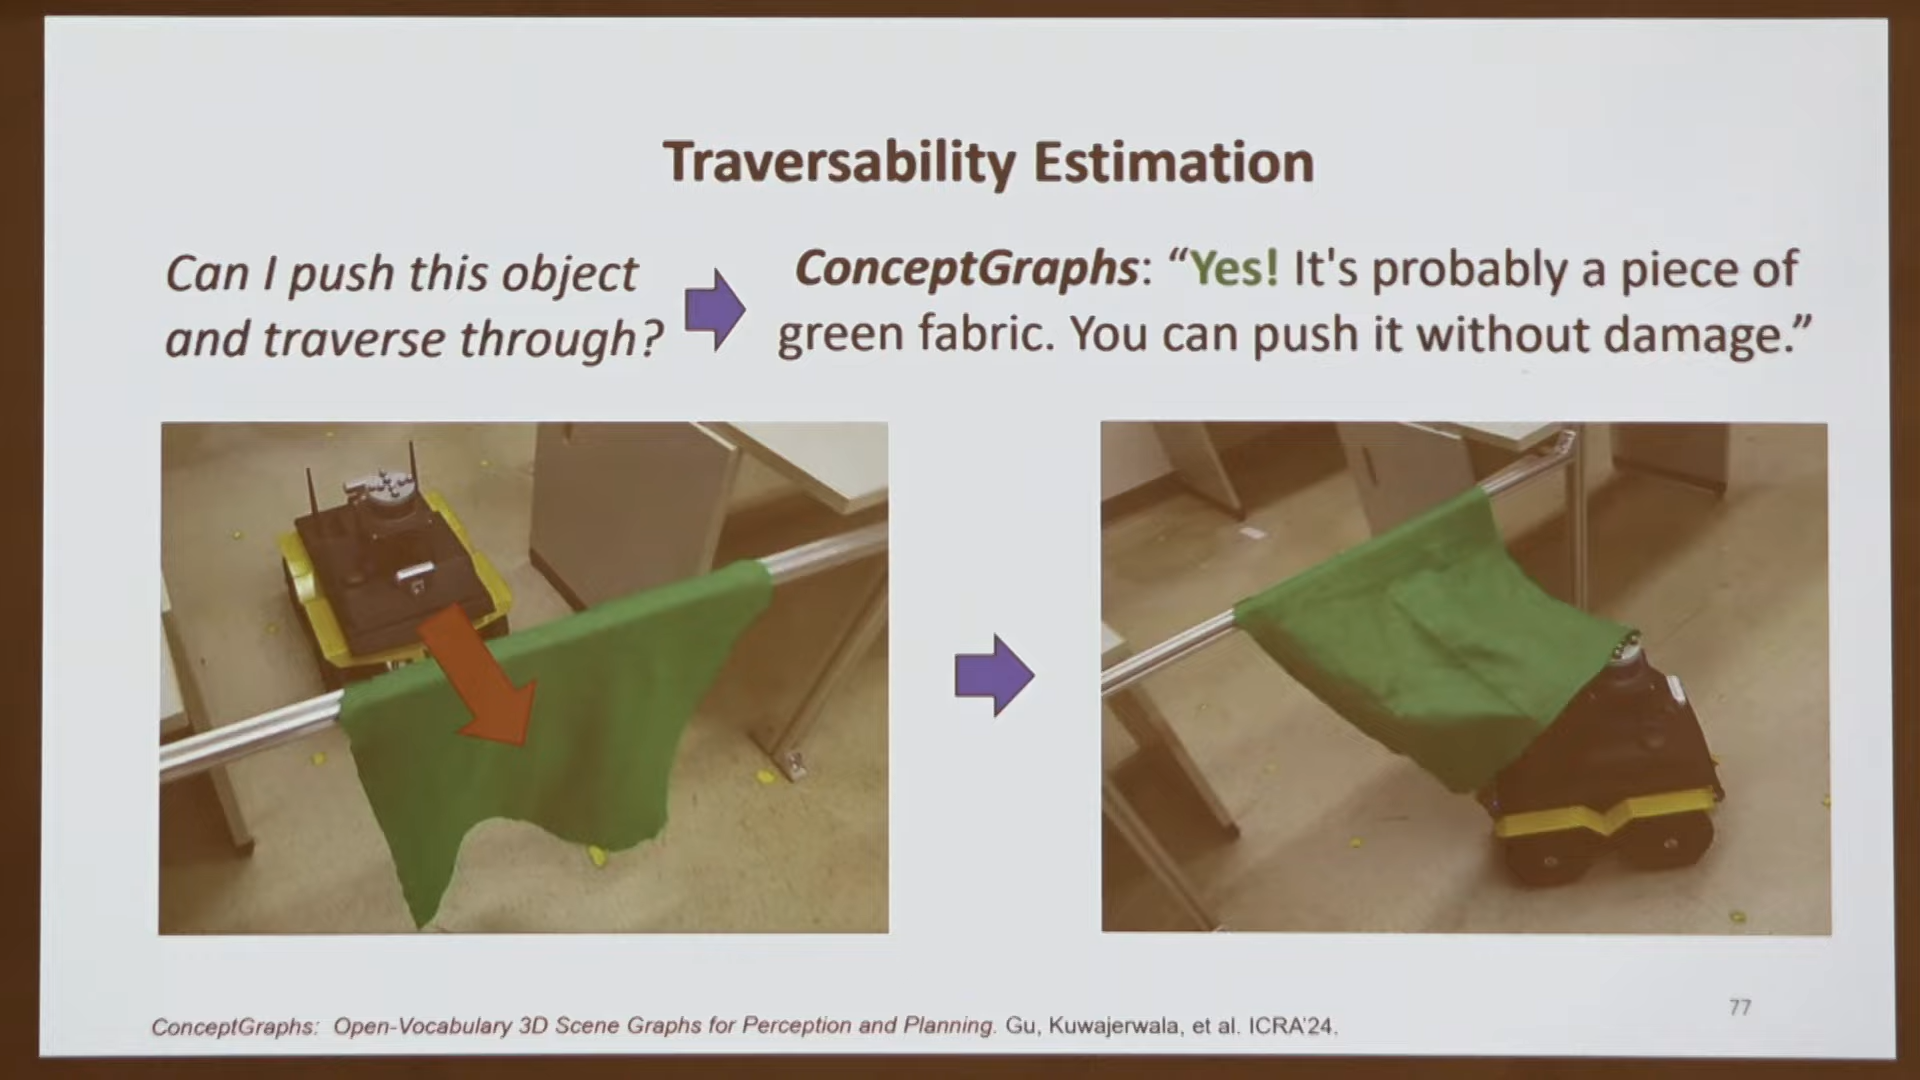 Traversability Estimation
Can I push this object
and traverse through?
ConceptGraphs: “Yes! It's probably a piece of
green fabric. You can push it without damage.”
77
ConceptGraphs: Open-Vocabulary 3D Scene Graphs for Perception and Planning. Gu, Kuwajerwala, et al. ICRA’24.